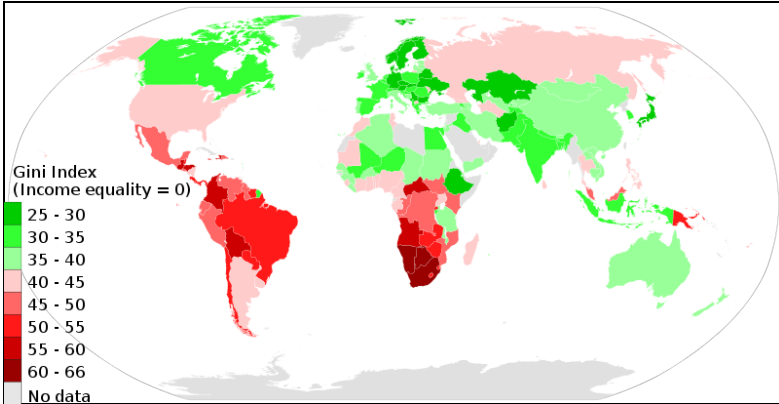 Gini Index
(Income equality = 0)
25 - 30
30 - 35
35 - 40
40 - 45
45 - 50
50 - 55
55 - 60
60 - 66
No data